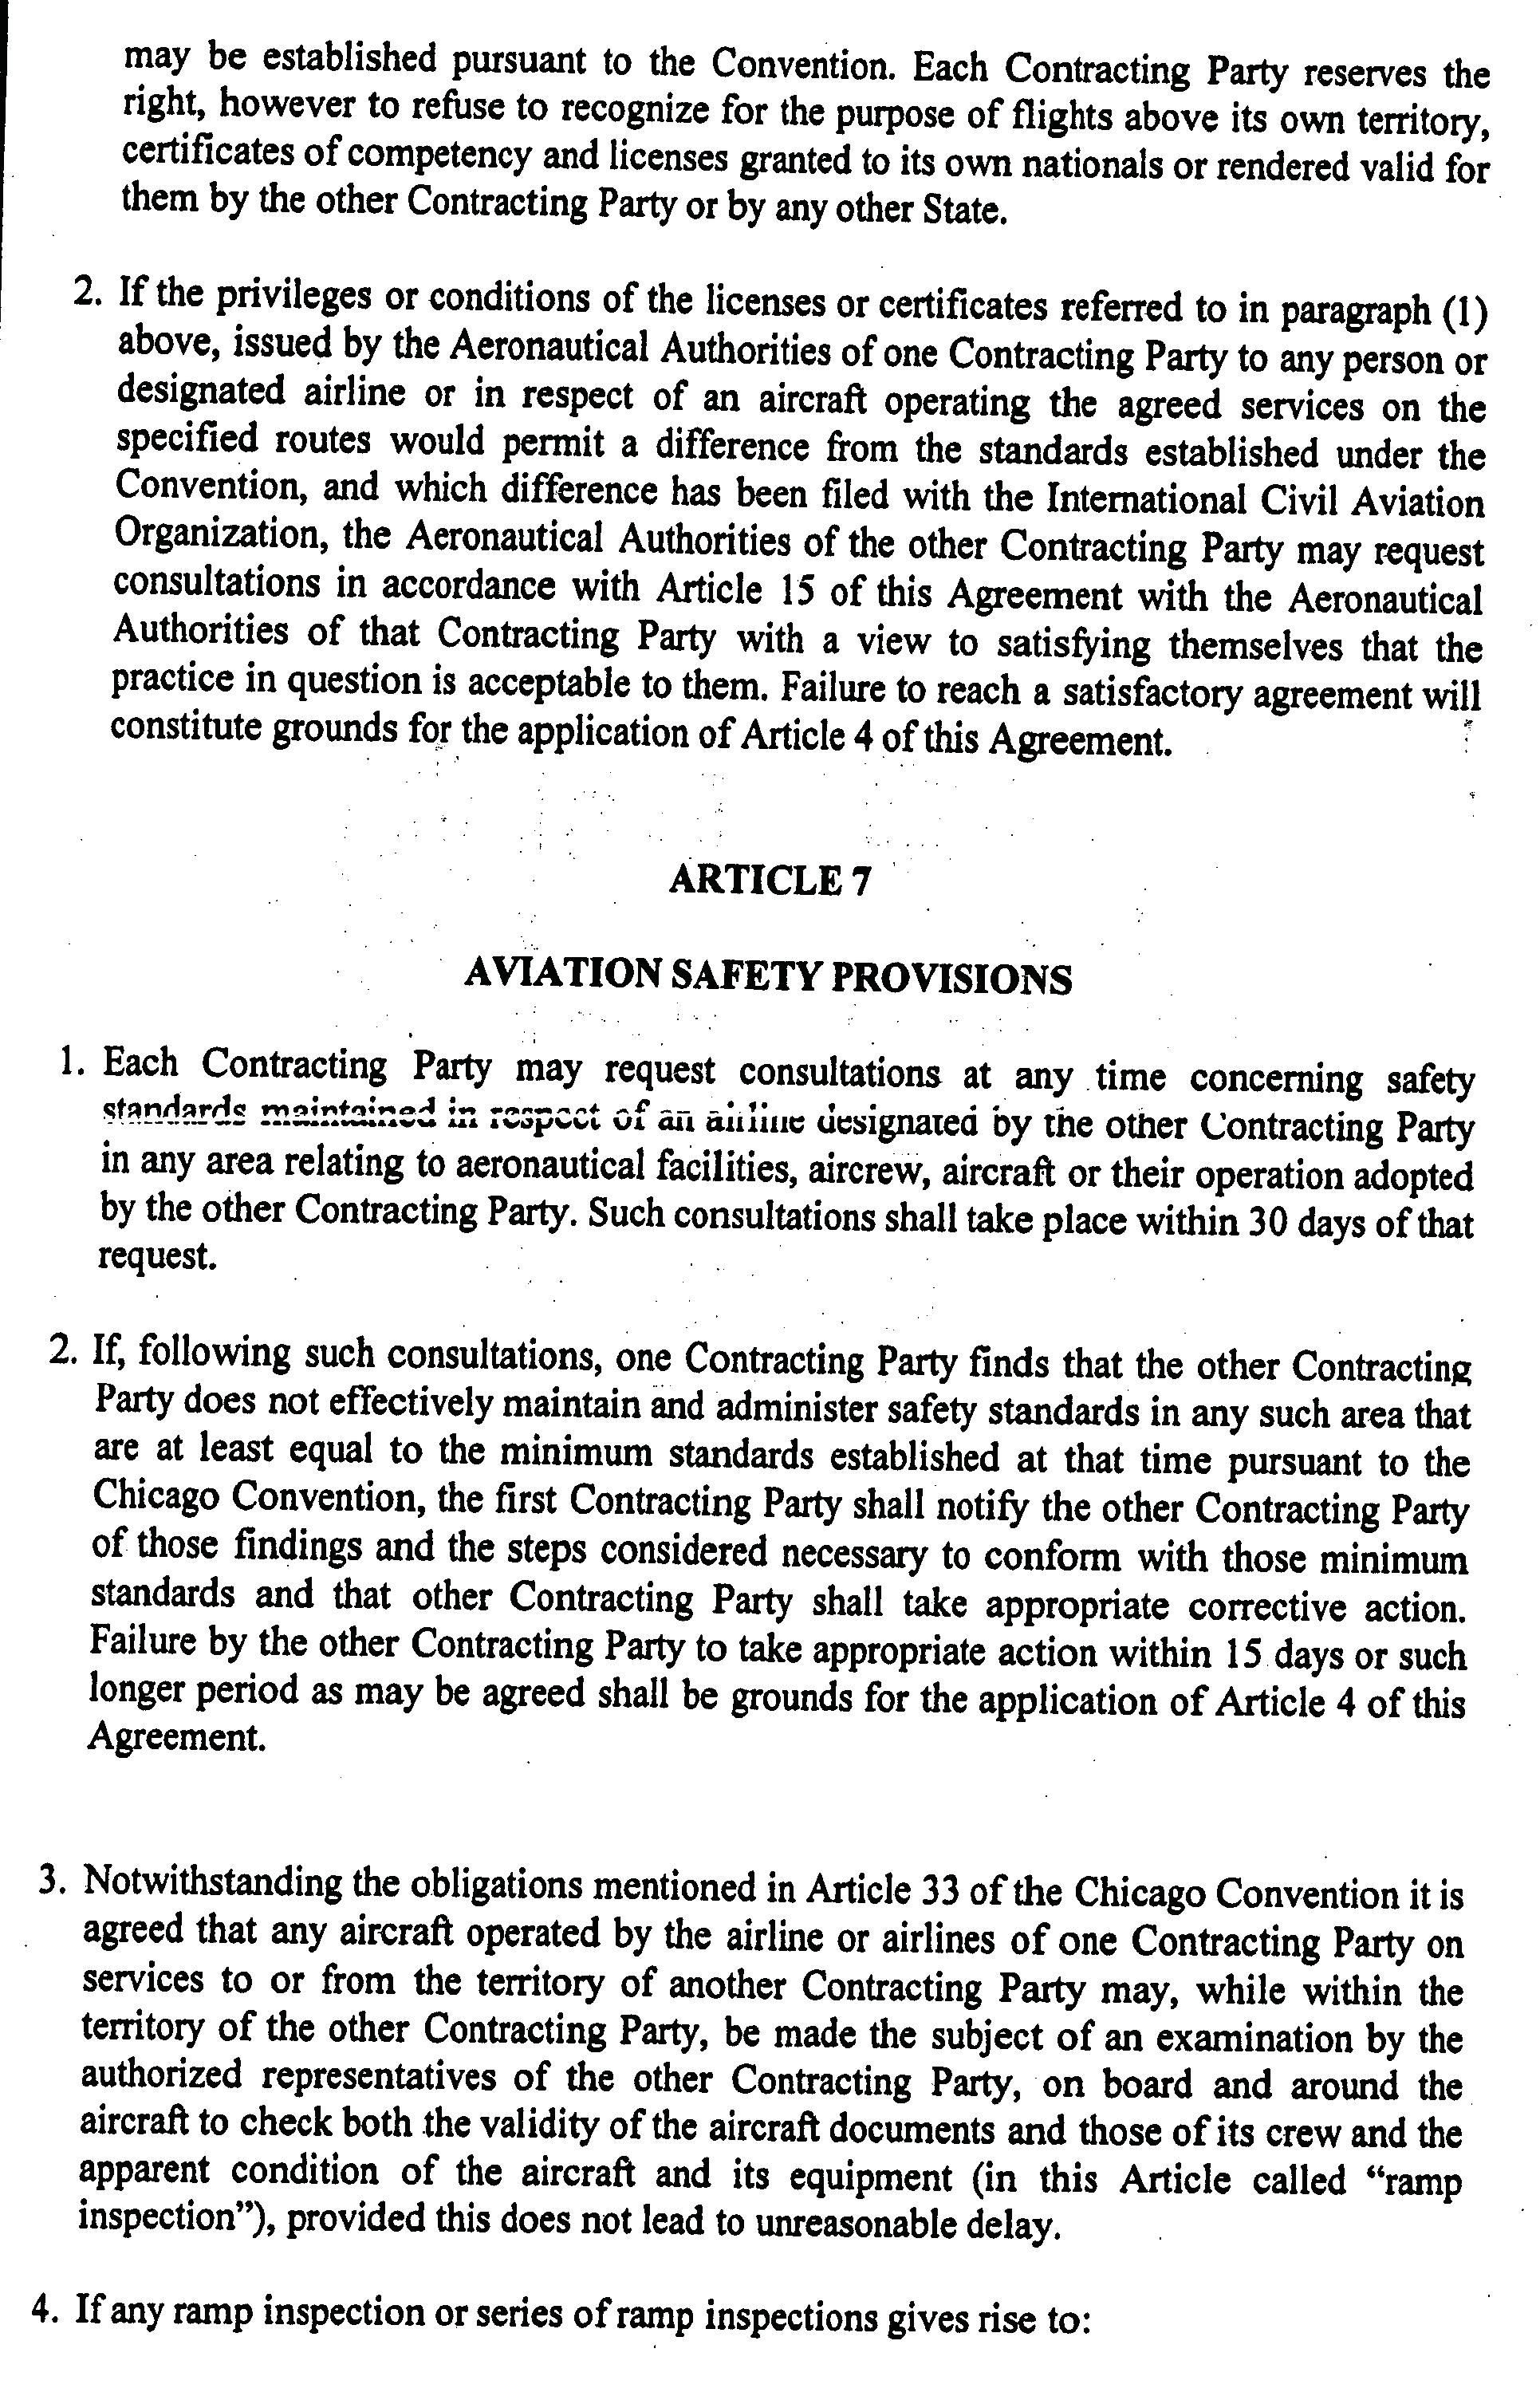 may be established pursuant to the Convention. Each Contracting Party reserves the
right, however to refuse to recognize for the purpose of flights above its own territory,
certificates of competency and licenses granted to its own nationals or rendered valid for
them by the other Contracting Party or by any other State.
2. If the privileges or conditions of the licenses or certificates referred to in paragraph (1)
above, issued by the Aeronautical Authorities of one Contracting Party to any person or
designated airline or in respect of an aircraft operating the agreed services on the
specified routes would permit a difference from the standards established under the
Convention, and which difference has been filed with the International Civil Aviation
Organization, the Aeronautical Authorities of the other Contracting Party may request
consultations in accordance with Article 15 of this Agreement with the Aeronautical
Authorities of that Contracting Party with a view to satisfying themselves that the
practice in question is acceptable to them. Failure to reach a satisfactory agreement will
constitute grounds for the application of Article 4 of this Agreement.
ARTICLE 7
AVIATION SAFETY PROVISIONS
1. Each Contracting Party may request consultations at any time concerning safety
standards maintained in respect of an airline designated by the other Contracting Party
in any area relating to aeronautical facilities, aircrew, aircraft or their operation adopted
by the other Contracting Party. Such consultations shall take place within 30 days of that
request.
2. If, following such consultations, one Contracting Party finds that the other Contracting
Party does not effectively maintain and administer safety standards in any such area that
are at least equal to the minimum standards established at that time pursuant to the
Chicago Convention, the first Contracting Party shall notify the other Contracting Party
of those findings and the steps considered necessary to conform with those minimum
standards and that other Contracting Party shall take appropriate corrective action.
Failure by the other Contracting Party to take appropriate action within 15 days or such
longer period as may be agreed shall be grounds for the application of Article 4 of this
Agreement.
3. Notwithstanding the obligations mentioned in Article 33 of the Chicago Convention it is
agreed that any aircraft operated by the airline or airlines of one Contracting Party on
services to or from the territory of another Contracting Party may, while within the
territory of the other Contracting Party, be made the subject of an examination by the
authorized representatives of the other Contracting Party, on board and around the
aircraft to check both the validity of the aircraft documents and those of its crew and the
apparent condition of the aircraft and its equipment (in this Article called “ramp
inspection”), provided this does not lead to unreasonable delay.
4. If any ramp inspection or series of ramp inspections gives rise to: